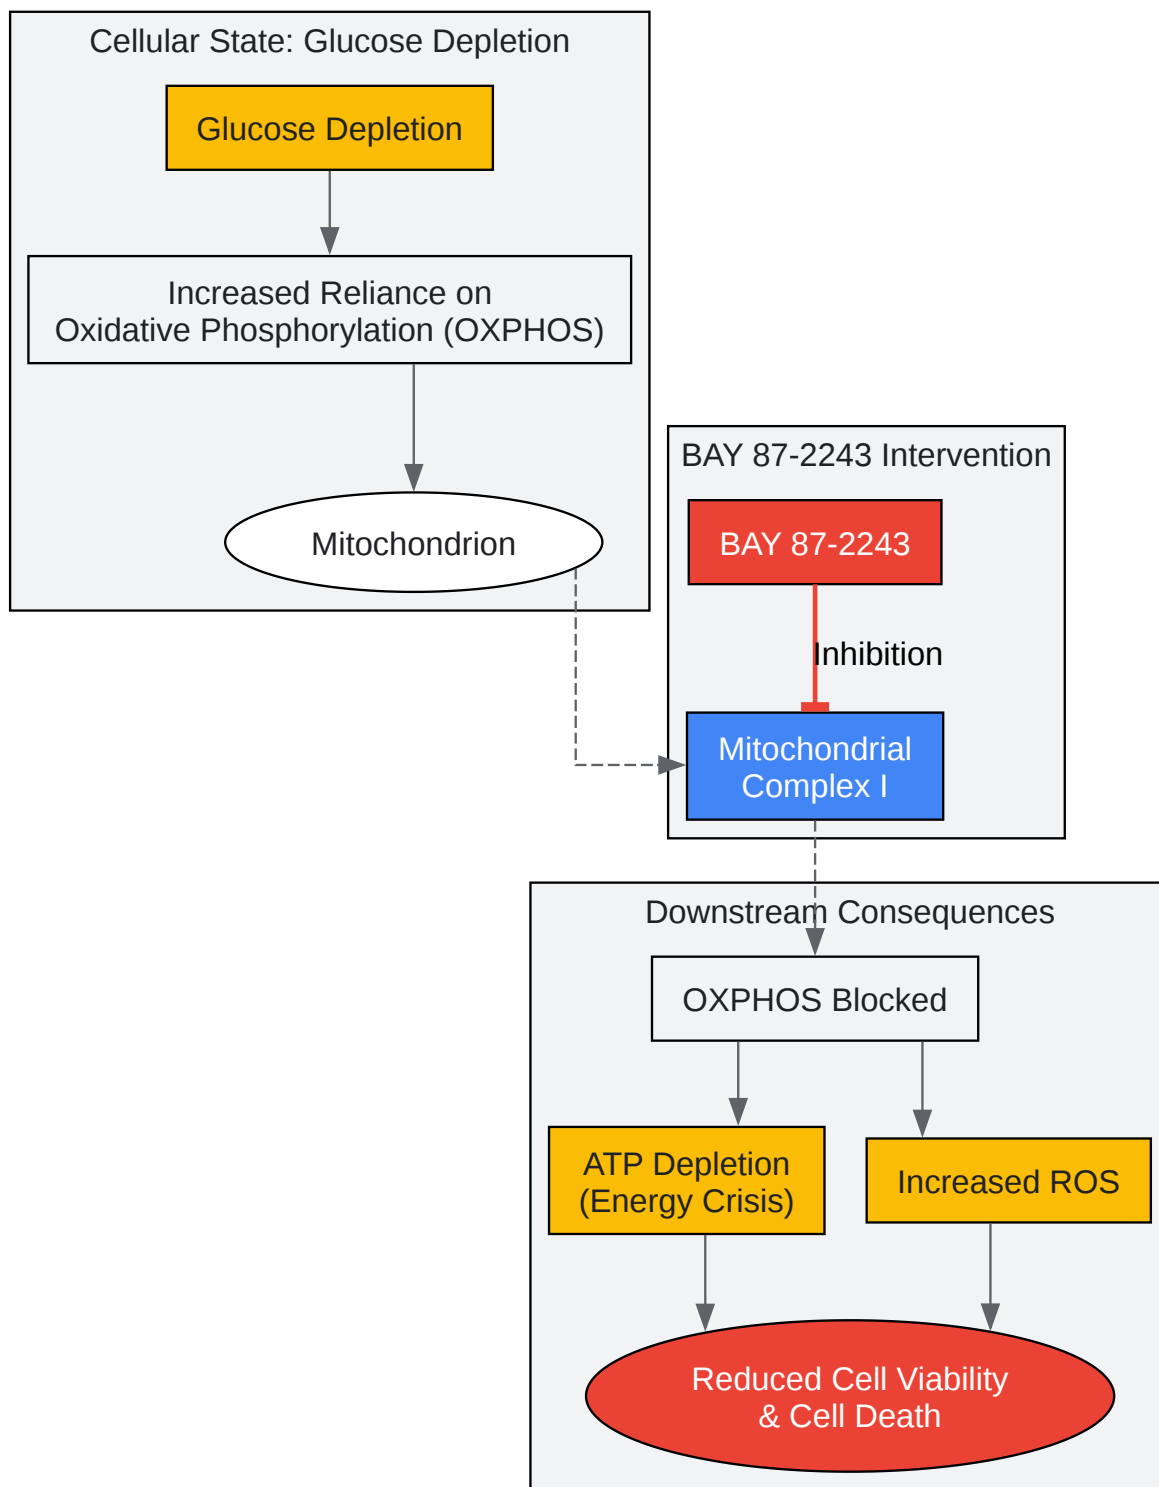 Cellular State: Glucose Depletion
Glucose Depletion
Increased Reliance on
Oxidative Phosphorylation (OXPHOS)
Mitochondrion
BAY 87-2243 Intervention
BAY 87-2243
Inhibition
Mitochondrial
Complex I
Downstream Consequences
OXPHOS Blocked
ATP Depletion
(Energy Crisis)
Increased ROS
Reduced Cell Viability
& Cell Death